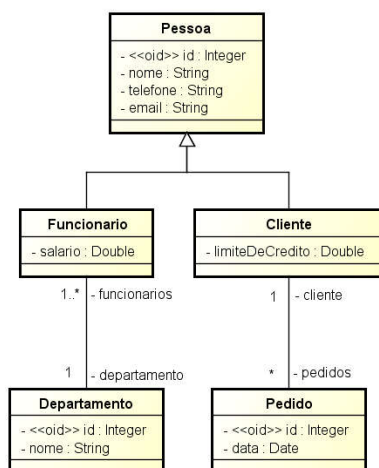 Pessoa
- <<oid>> id : Integer
- nome : String
- telefone : String
- email : String
Funcionario
- salario : Double
Cliente
- limiteDeCredito : Double
1..* - funcionarios
1 - cliente
1 - departamento
* - pedidos
Departamento
- <<oid>> id : Integer
- nome : String
Pedido
- <<oid>> id : Integer
- data : Date